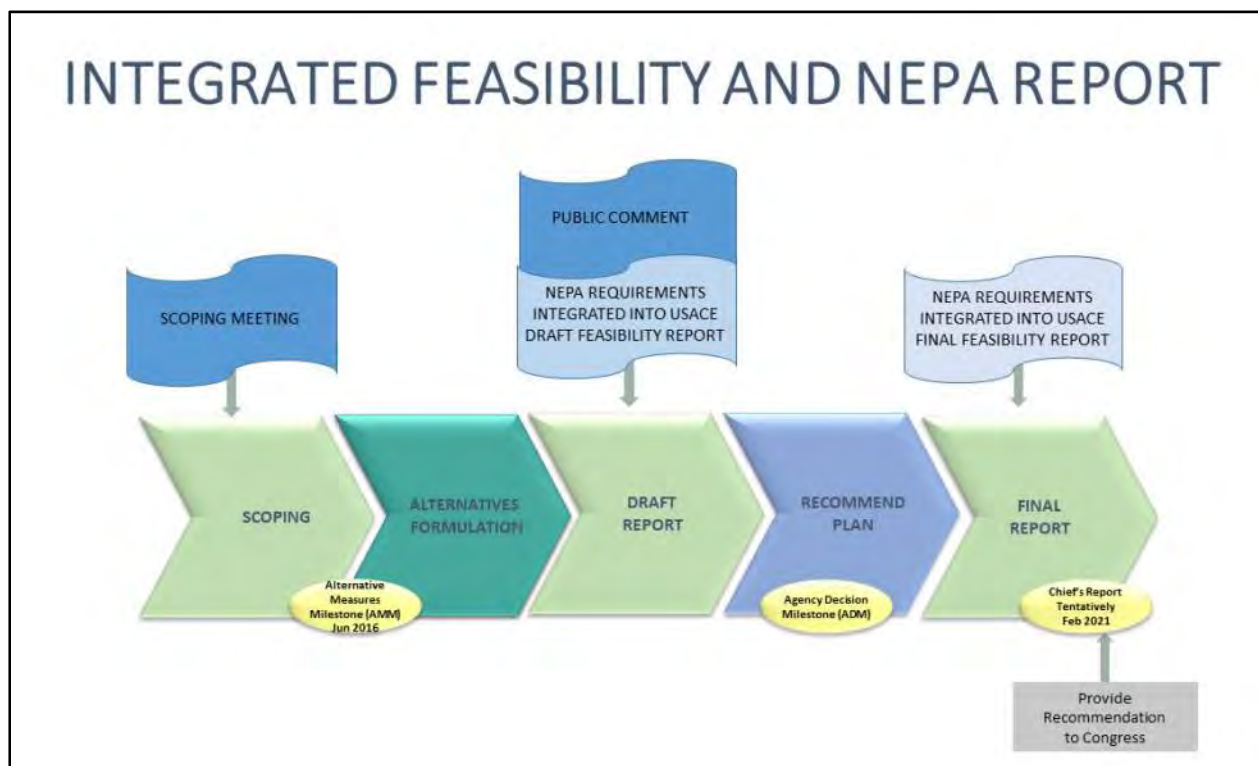 INTEGRATED FEASIBILITY AND NEPA REPORT
PUBLIC COMMENT
SCOPING MEETING
NEPA REQUIREMENTS
INTEGRATED INTO USACE
DRAFT FEASIBILITY REPORT
NEPA REQUIREMENTS
INTEGRATED INTO USACE
FINAL FEASIBILITY REPORT
SCOPING
ALTERNATIVES
FORMULATION
DRAFT
REPORT
RECOMMEND
PLAN
FINAL
REPORT
Alternative
Measures
Milestone (AMM)
Jun 2016
Agency Decision
Milestone (ADM)
Chief's Report
Tentatively
Feb 2021
Provide
Recommendation
to Congress